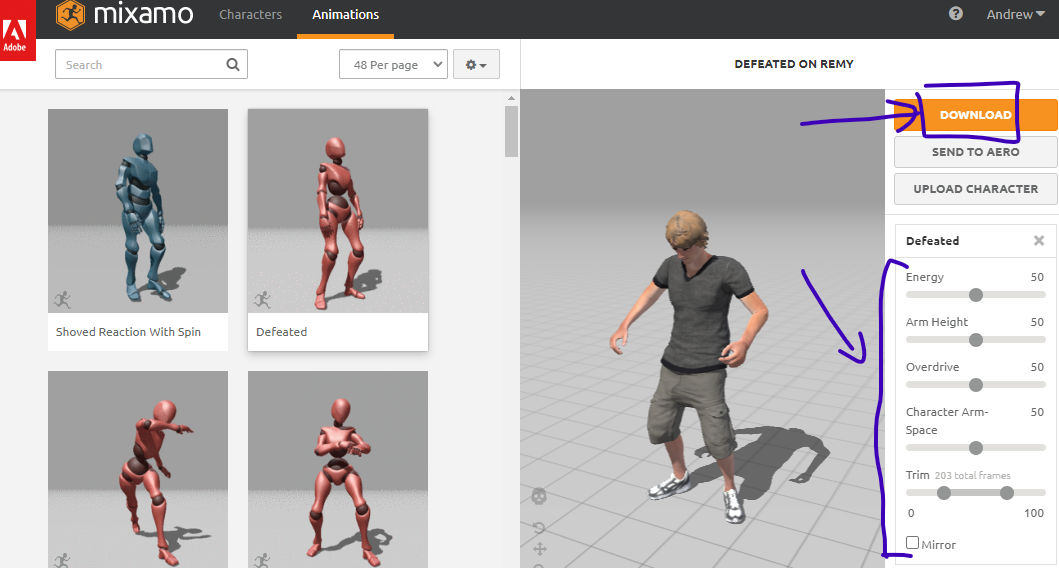 Adobe
mixamo
Characters
Animations
Andrew
Search
48 Per page
DEFEATED ON REMY
DOWNLOAD
SEND TO AERO
UPLOAD CHARACTER
Shoved Reaction With Spin
Defeated
Defeated
Energy 50
Arm Height 50
Overdrive 50
Character Arm- 50
Space
Trim 203 total frames
0 100
Mirror